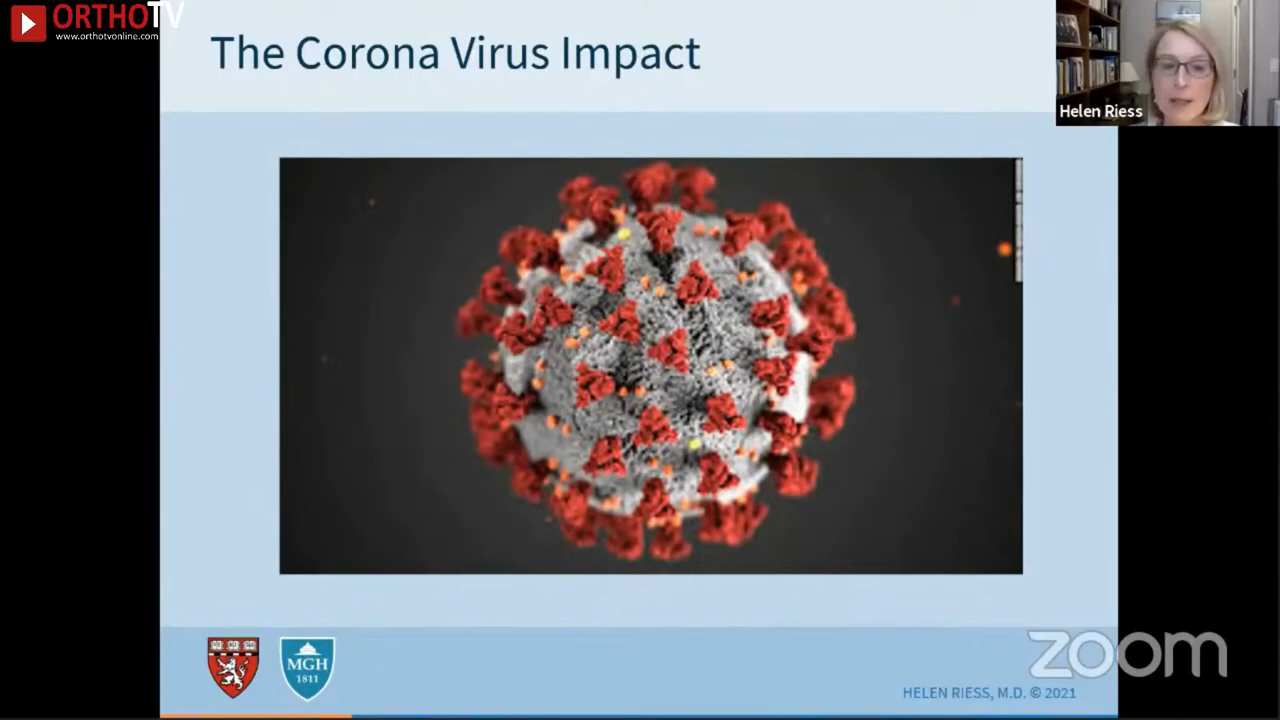 ORTHOTV
www.orthotvonline.com
The Corona Virus Impact
Helen Riess
MGH
1811
zoom
HELEN RIESS, M.D. © 2021